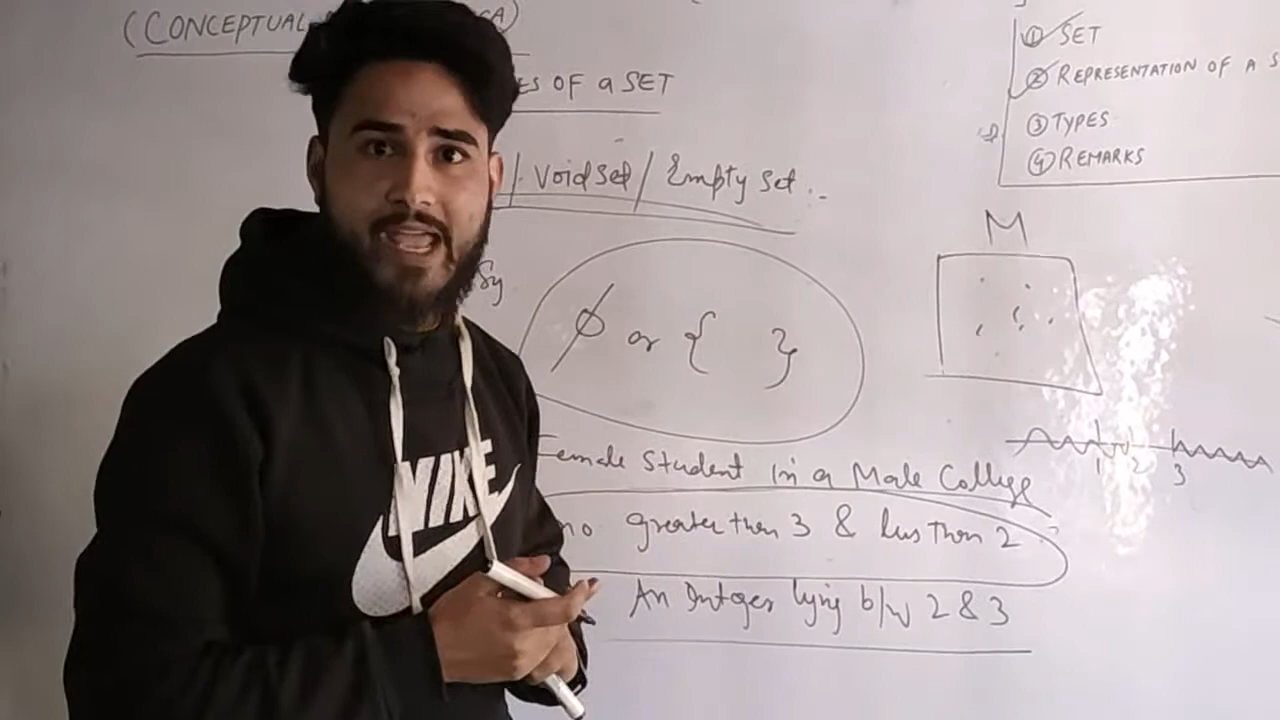 (CONCEPTUAL
① SET
② REPRESENTATION OF A S
③ TYPES
④ REMARKS
ES OF a SET
/ Void Set / Empty Set :-
M
Sy
ϕ or { }
1 2 3
Female Student in a Male College
no greater then 3 & less than 2
An Integer lying b/w 2 & 3
NIKE